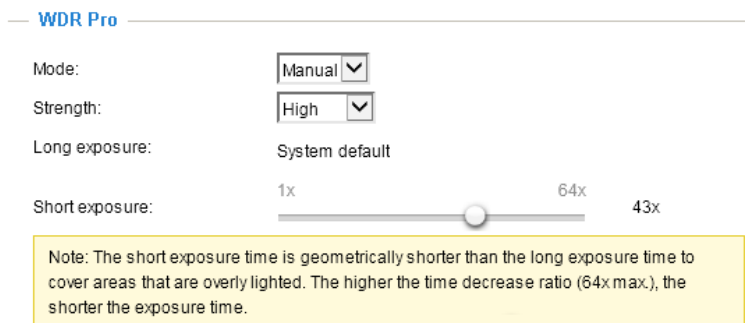 WDR Pro
Mode: Manual
Strength: High
Long exposure: System default
1x 64x
Short exposure: 43x
Note: The short exposure time is geometrically shorter than the long exposure time to
cover areas that are overly lighted. The higher the time decrease ratio (64x max.), the
shorter the exposure time.